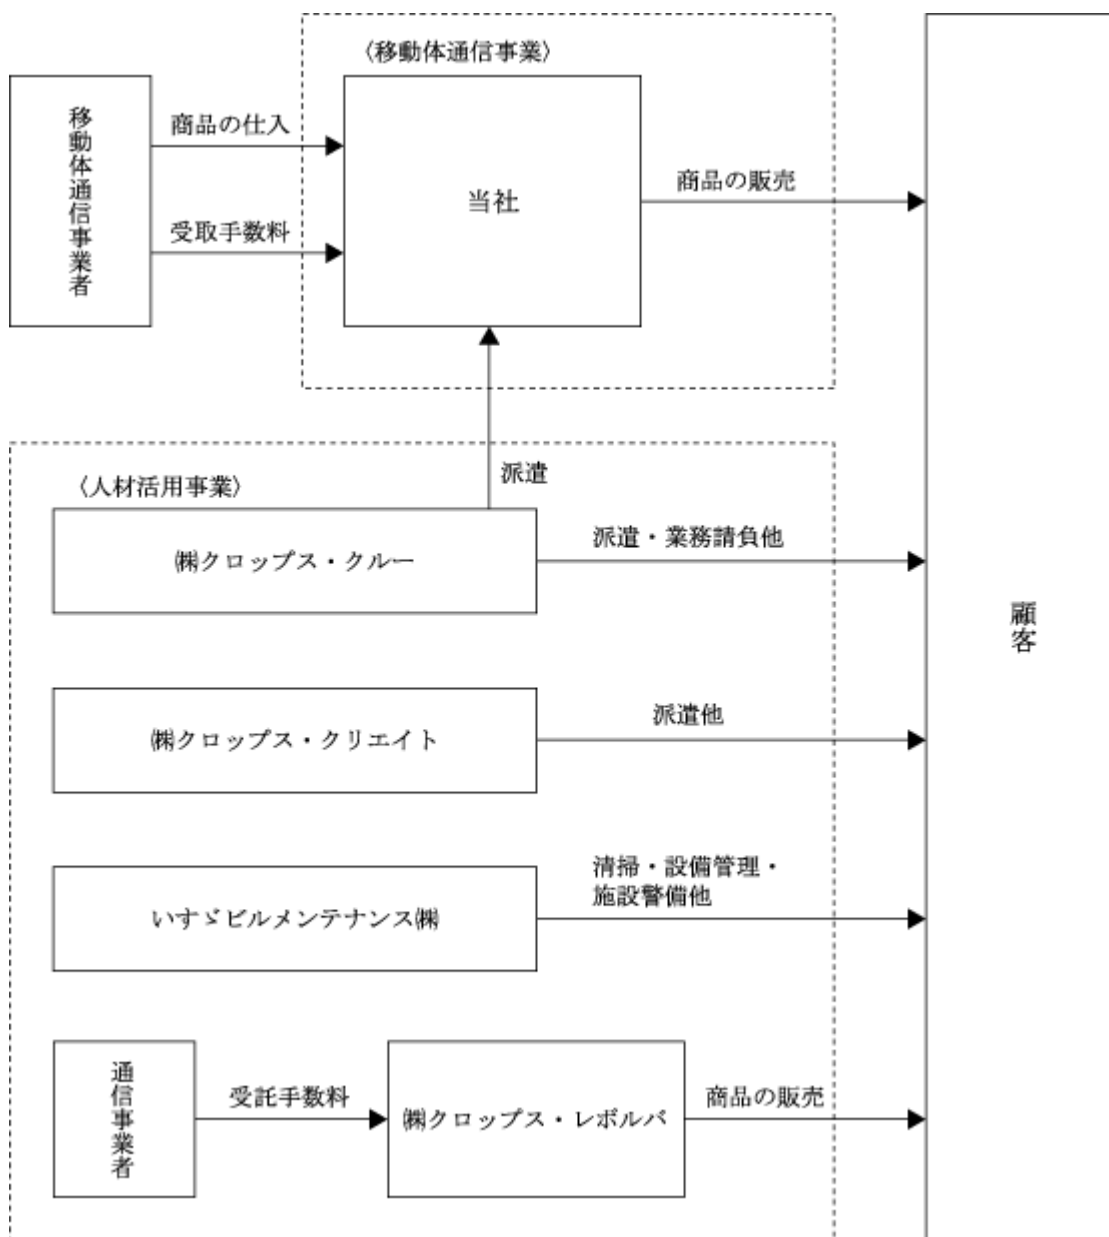 〈移動体通信事業〉
移動体通信事業者
商品の仕入
受取手数料
当社
商品の販売
派遣
〈人材活用事業〉
㈱クロップス・クルー
派遣・業務請負他
顧客
㈱クロップス・クリエイト
派遣他
いすゞビルメンテナンス㈱
清掃・設備管理・
施設警備他
通信事業者
受託手数料
㈱クロップス・レボルバ
商品の販売